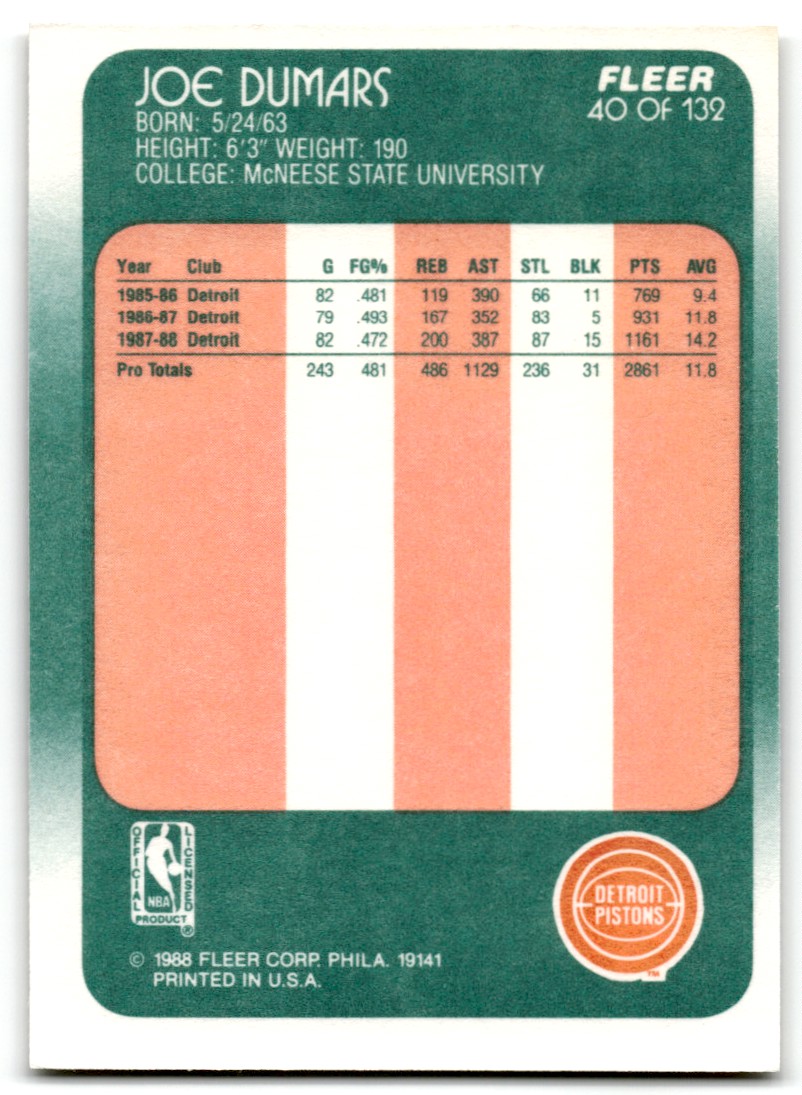 JOE DUMARS
BORN: 5/24/63
HEIGHT: 6'3" WEIGHT: 190
COLLEGE: McNEESE STATE UNIVERSITY
FLEER
40 OF 132
Year Club G FG% REB AST STL BLK PTS AVG
1985-86 Detroit 82 .481 119 390 66 11 769 9.4
1986-87 Detroit 79 .493 167 352 83 5 931 11.8
1987-88 Detroit 82 .472 200 387 87 15 1161 14.2
Pro Totals 243 481 486 1129 236 31 2861 11.8
OFFICIAL
LICENSED
NBA
PRODUCT
®
DETROIT
PISTONS
TM
© 1988 FLEER CORP. PHILA. 19141
PRINTED IN U.S.A.